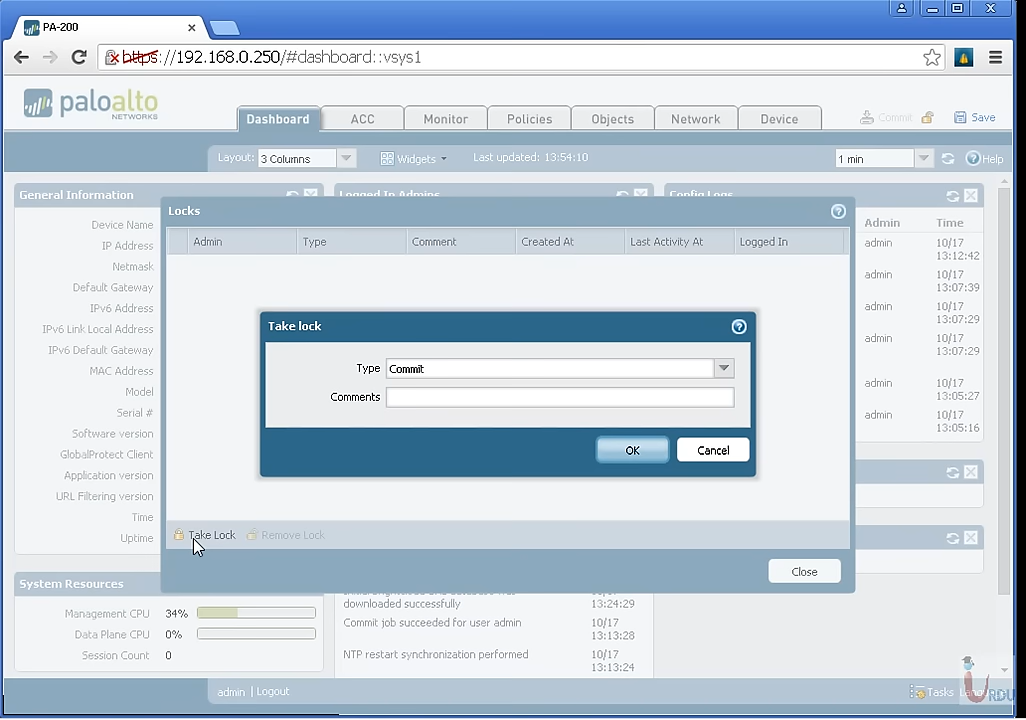 PA-200
https://192.168.0.250/#dashboard::vsys1
paloalto
NETWORKS
Dashboard ACC Monitor Policies Objects Network Device Commit Save
Layout: 3 Columns Widgets Last updated: 13:54:10 1 min Help
General Information Logged In Admins Config Logs
Locks
Admin Type Comment Created At Last Activity At Logged In
Take lock
Type Commit
Comments
OK Cancel
Take Lock Remove Lock
Close
Device Name
IP Address
Netmask
Default Gateway
IPv6 Address
IPv6 Link Local Address
IPv6 Default Gateway
MAC Address
Model
Serial #
Software version
GlobalProtect Client
Application version
URL Filtering version
Time
Uptime
Admin Time
admin 10/17
13:12:42
admin 10/17
13:07:39
admin 10/17
13:07:29
admin 10/17
13:07:29
admin 10/17
13:05:27
admin 10/17
13:05:16
System Resources
Management CPU 34%
Data Plane CPU 0%
Session Count 0
downloaded successfully 13:24:29
Commit job succeeded for user admin 10/17
13:13:28
NTP restart synchronization performed 10/17
13:13:24
admin | Logout
Tasks
URDU